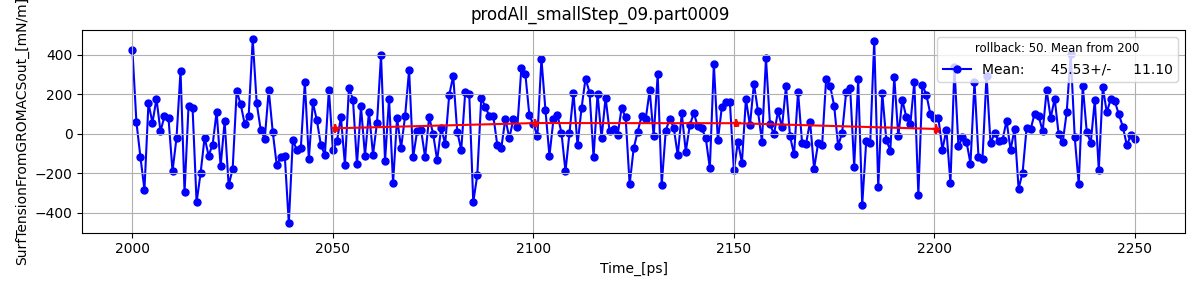 prodAll_smallStep_09.part0009
SurfTensionFromGROMACSout_[mN/m]
400
200
0
−200
−400
rollback: 50. Mean from 200
Mean: 45.53+/- 11.10
2000
2050
2100
2150
2200
2250
Time_[ps]